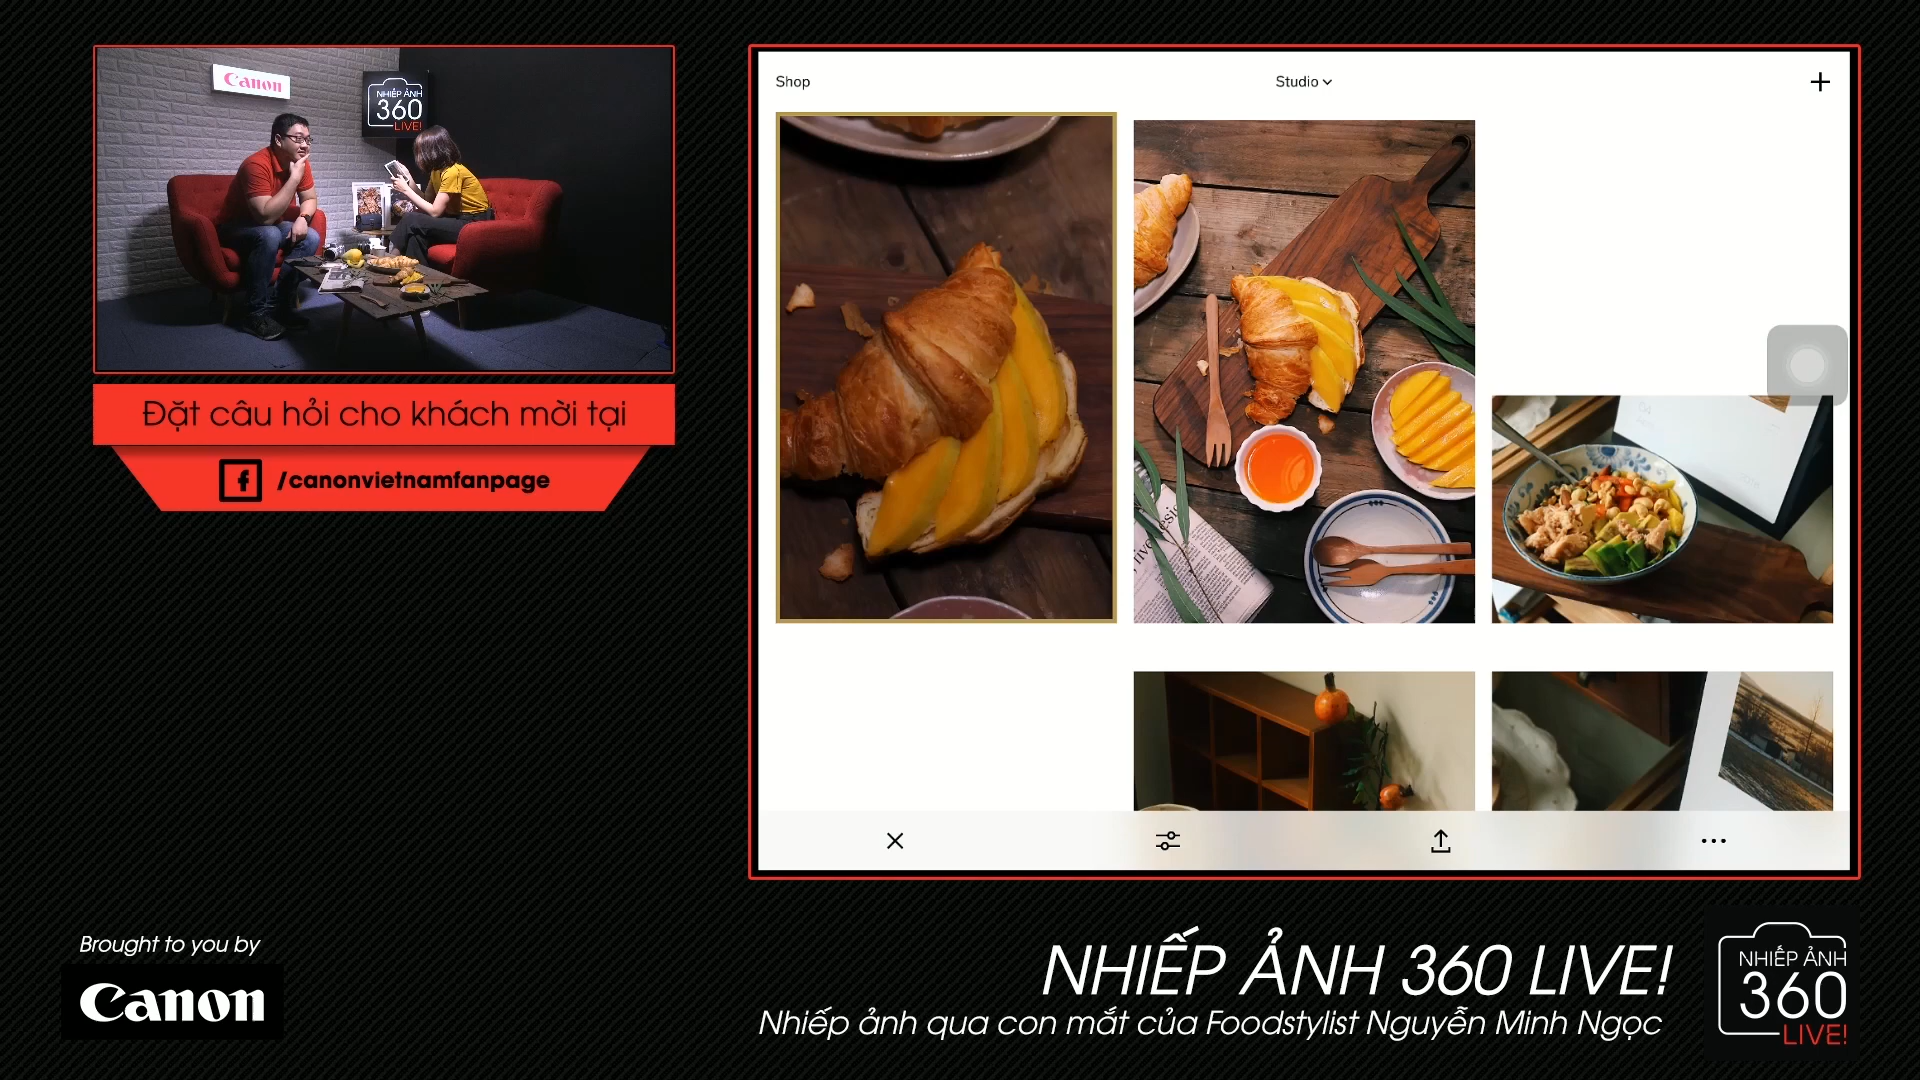 Canon
NHIẾP ẢNH
360
LIVE!
Đặt câu hỏi cho khách mời tại
f /canonvietnamfanpage
Shop
Studio
Brought to you by
Canon
NHIẾP ẢNH 360 LIVE!
Nhiếp ảnh qua con mắt của Foodstylist Nguyễn Minh Ngọc
NHIẾP ẢNH
360
LIVE!